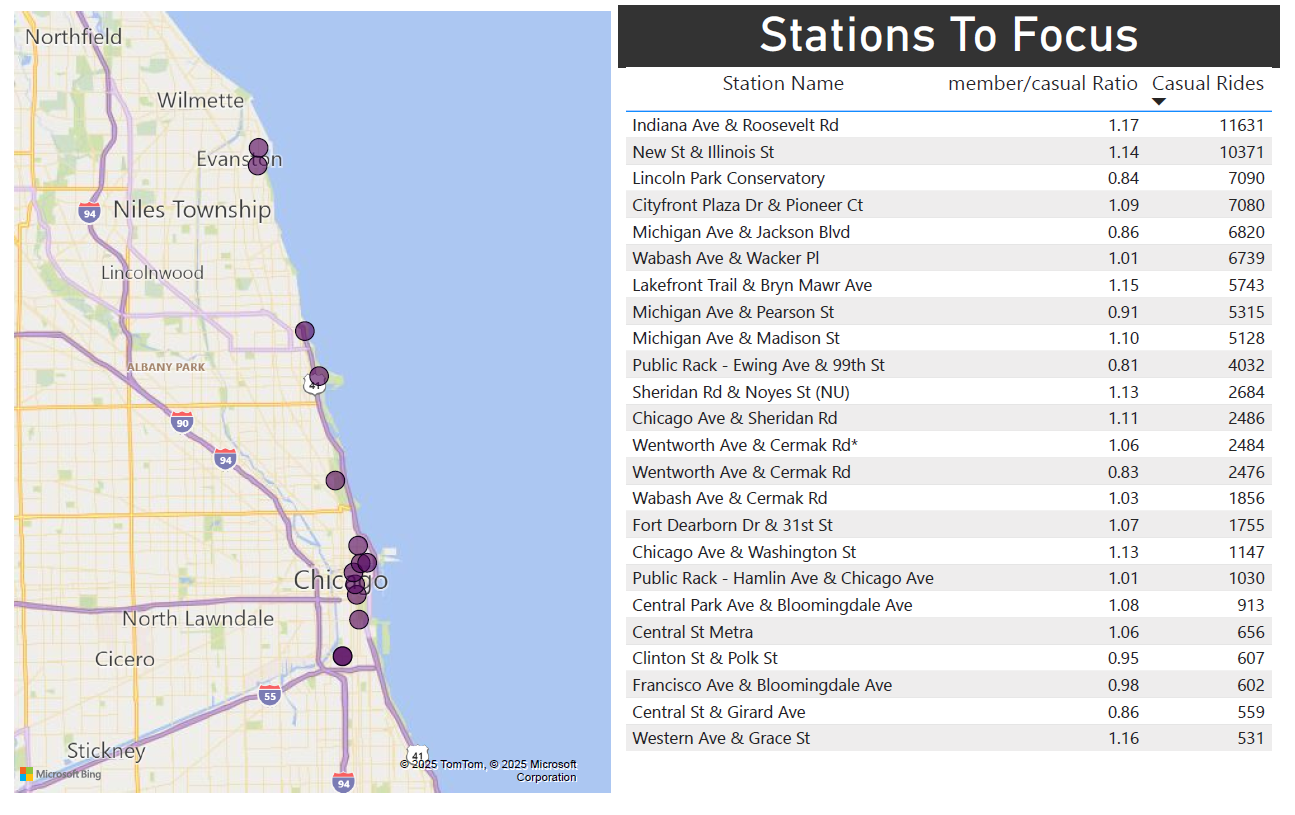 Northfield
Wilmette
Evanston
94
Niles Township
Lincolnwood
ALBANY PARK
41
90
94
Chicago
North Lawndale
Cicero
55
Stickney
41
94
Microsoft Bing
© 2025 TomTom, © 2025 Microsoft
Corporation
Stations To Focus
Station Name member/casual Ratio Casual Rides
Indiana Ave & Roosevelt Rd 1.17 11631
New St & Illinois St 1.14 10371
Lincoln Park Conservatory 0.84 7090
Cityfront Plaza Dr & Pioneer Ct 1.09 7080
Michigan Ave & Jackson Blvd 0.86 6820
Wabash Ave & Wacker Pl 1.01 6739
Lakefront Trail & Bryn Mawr Ave 1.15 5743
Michigan Ave & Pearson St 0.91 5315
Michigan Ave & Madison St 1.10 5128
Public Rack - Ewing Ave & 99th St 0.81 4032
Sheridan Rd & Noyes St (NU) 1.13 2684
Chicago Ave & Sheridan Rd 1.11 2486
Wentworth Ave & Cermak Rd* 1.06 2484
Wentworth Ave & Cermak Rd 0.83 2476
Wabash Ave & Cermak Rd 1.03 1856
Fort Dearborn Dr & 31st St 1.07 1755
Chicago Ave & Washington St 1.13 1147
Public Rack - Hamlin Ave & Chicago Ave 1.01 1030
Central Park Ave & Bloomingdale Ave 1.08 913
Central St Metra 1.06 656
Clinton St & Polk St 0.95 607
Francisco Ave & Bloomingdale Ave 0.98 602
Central St & Girard Ave 0.86 559
Western Ave & Grace St 1.16 531